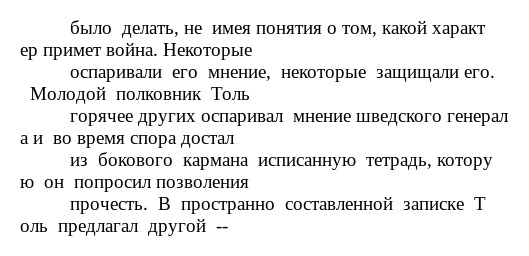 было  делать, не  имея понятия о том, какой характ
ер примет война. Некоторые
оспаривали  его  мнение,  некоторые  защищали его.
Молодой  полковник  Толь
горячее других оспаривал  мнение шведского генерал
а и  во время спора достал
из  бокового  кармана  исписанную  тетрадь, котору
ю  он  попросил позволения
прочесть.  В  пространно  составленной  записке  Т
оль  предлагал  другой  --